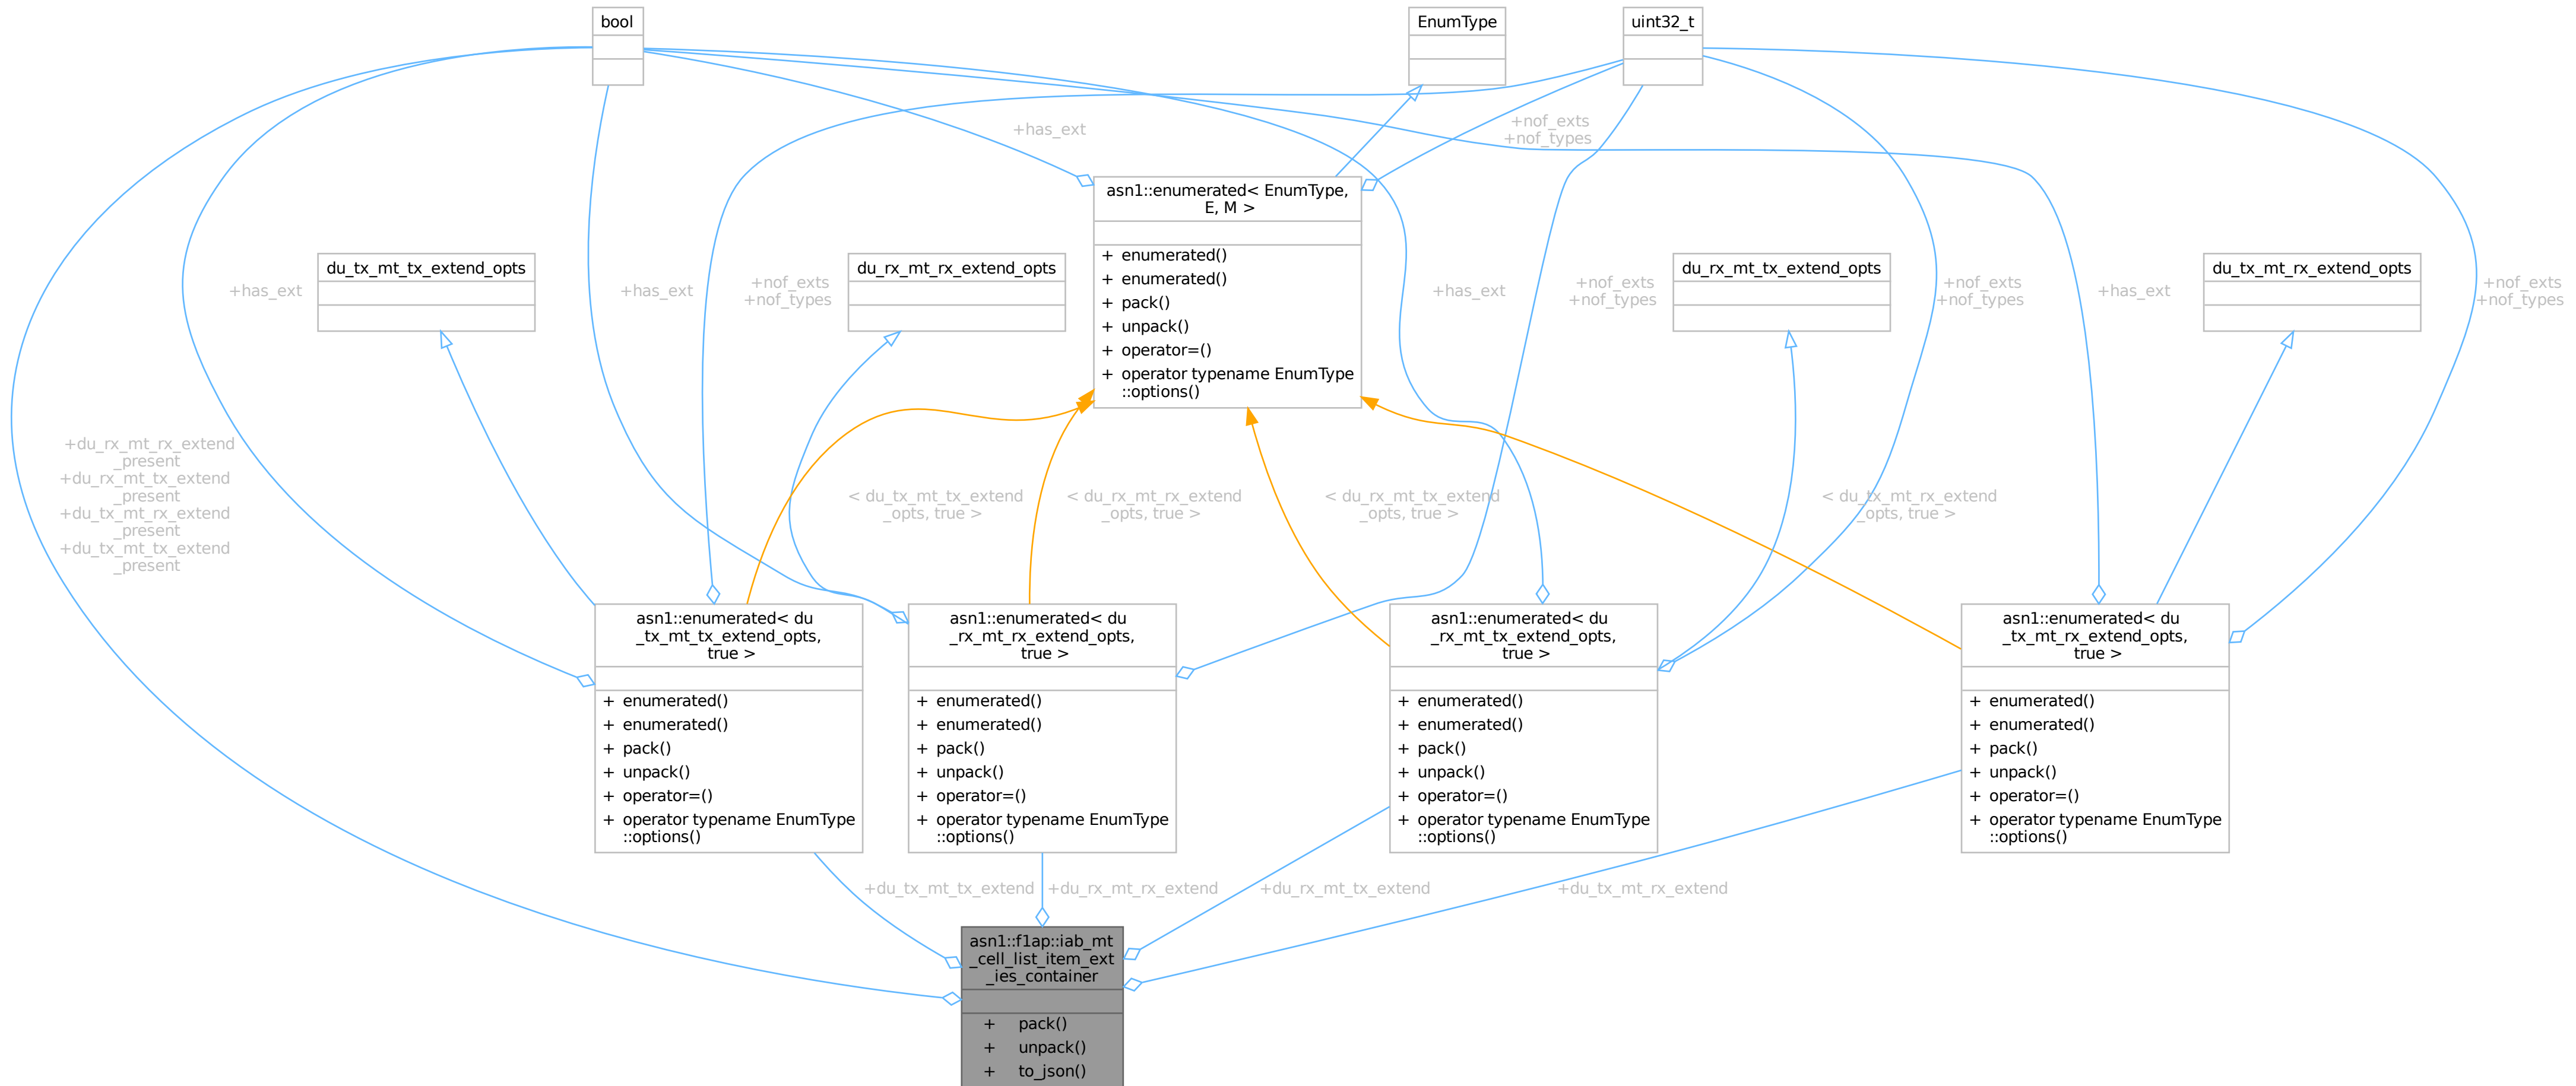 bool
EnumType
uint32_t
+has_ext
+nof_exts
+nof_types
asn1::enumerated< EnumType,
E, M >
+ enumerated()
+ enumerated()
+ pack()
+ unpack()
+ operator=()
+ operator typename EnumType
::options()
du_tx_mt_tx_extend_opts
du_rx_mt_rx_extend_opts
du_rx_mt_tx_extend_opts
du_tx_mt_rx_extend_opts
+has_ext
+has_ext
+nof_exts
+nof_types
+has_ext
+nof_exts
+nof_types
+nof_exts
+nof_types
+has_ext
+nof_exts
+nof_types
+du_rx_mt_rx_extend
_present
+du_rx_mt_tx_extend
_present
+du_tx_mt_rx_extend
_present
+du_tx_mt_tx_extend
_present
< du_tx_mt_tx_extend
_opts, true >
< du_rx_mt_rx_extend
_opts, true >
< du_rx_mt_tx_extend
_opts, true >
< du_tx_mt_rx_extend
_opts, true >
asn1::enumerated< du
_tx_mt_tx_extend_opts,
true >
+ enumerated()
+ enumerated()
+ pack()
+ unpack()
+ operator=()
+ operator typename EnumType
::options()
asn1::enumerated< du
_rx_mt_rx_extend_opts,
true >
+ enumerated()
+ enumerated()
+ pack()
+ unpack()
+ operator=()
+ operator typename EnumType
::options()
asn1::enumerated< du
_rx_mt_tx_extend_opts,
true >
+ enumerated()
+ enumerated()
+ pack()
+ unpack()
+ operator=()
+ operator typename EnumType
::options()
asn1::enumerated< du
_tx_mt_rx_extend_opts,
true >
+ enumerated()
+ enumerated()
+ pack()
+ unpack()
+ operator=()
+ operator typename EnumType
::options()
+du_tx_mt_tx_extend
+du_rx_mt_rx_extend
+du_rx_mt_tx_extend
+du_tx_mt_rx_extend
asn1::f1ap::iab_mt
_cell_list_item_ext
_ies_container
+ pack()
+ unpack()
+ to_json()